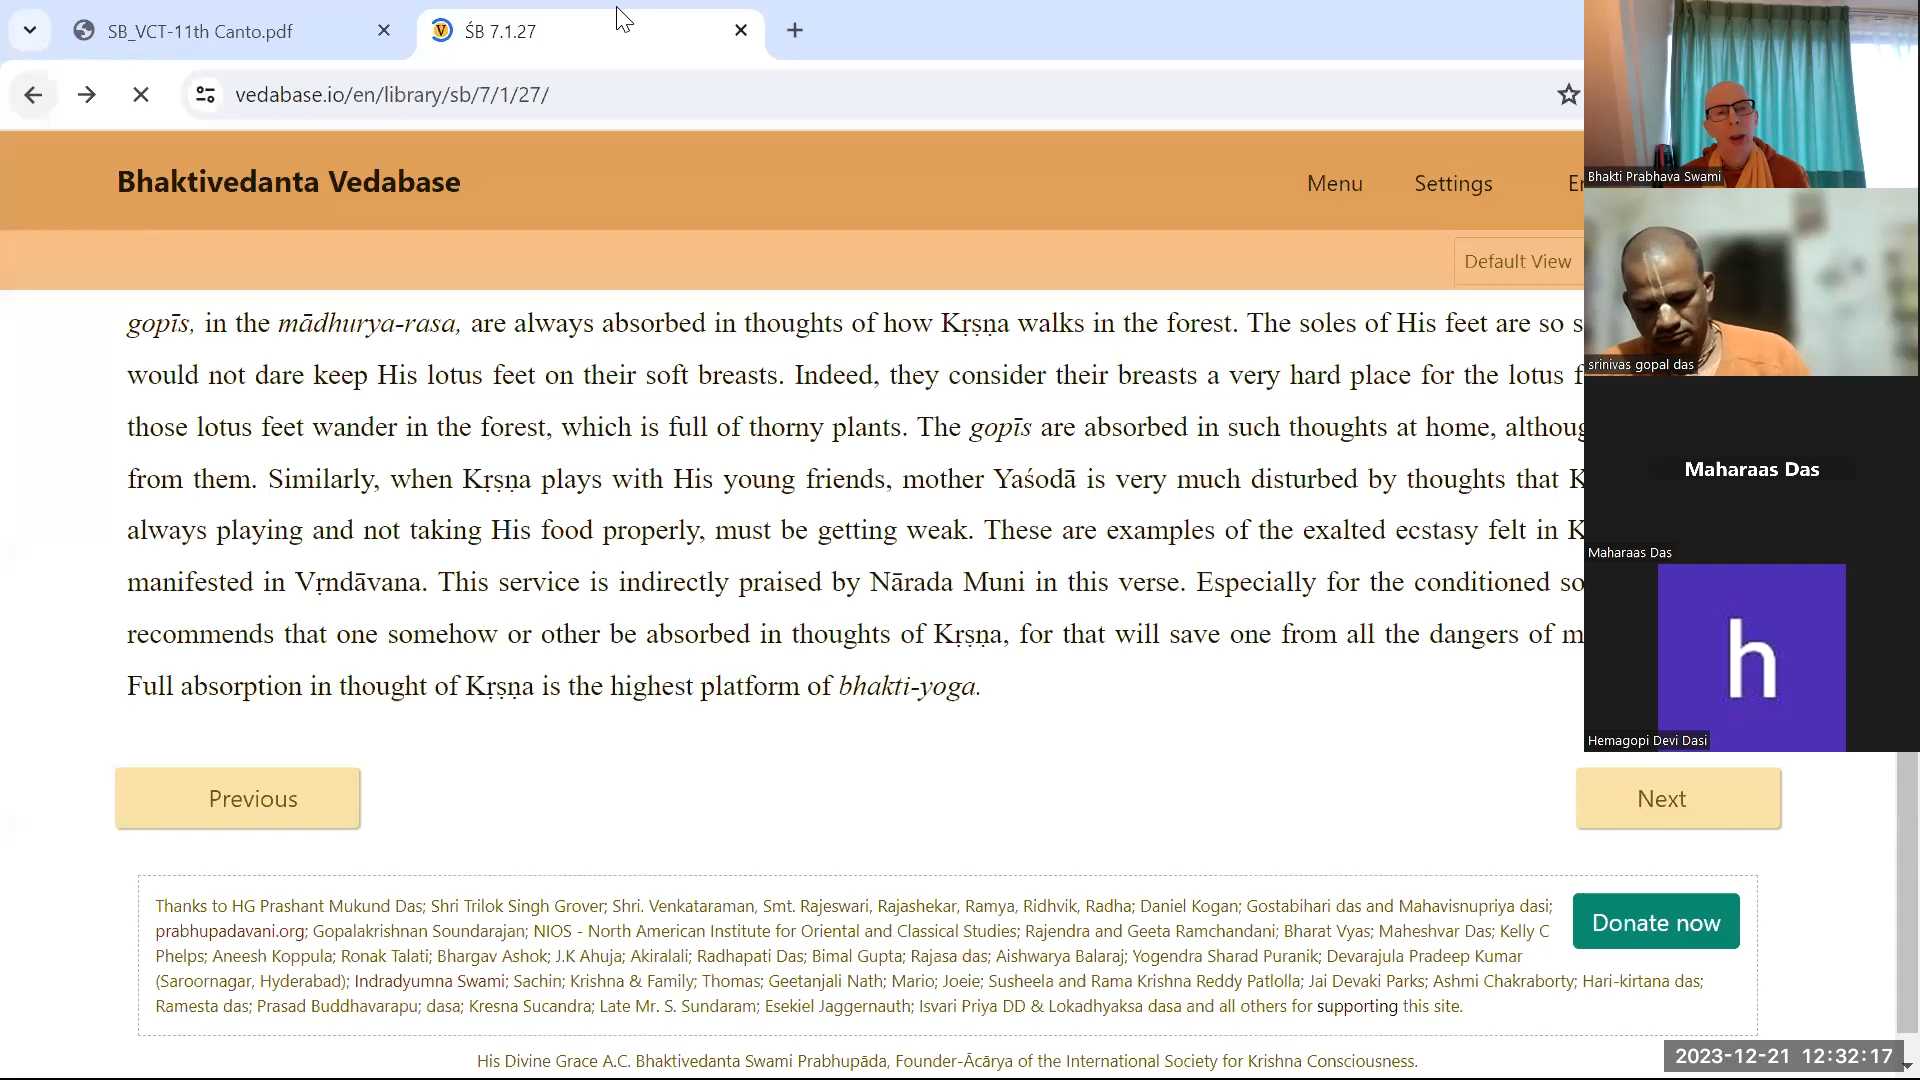 SB_VCT-11th Canto.pdf
ŚB 7.1.27
vedabase.io/en/library/sb/7/1/27/
Bhaktivedanta Vedabase
Menu
Settings
Default View
gopīs, in the mādhurya-rasa, are always absorbed in thoughts of how Kṛṣṇa walks in the forest. The soles of His feet are so s
would not dare keep His lotus feet on their soft breasts. Indeed, they consider their breasts a very hard place for the lotus f
those lotus feet wander in the forest, which is full of thorny plants. The gopīs are absorbed in such thoughts at home, althoug
from them. Similarly, when Kṛṣṇa plays with His young friends, mother Yaśodā is very much disturbed by thoughts that K
always playing and not taking His food properly, must be getting weak. These are examples of the exalted ecstasy felt in K
manifested in Vṛndāvana. This service is indirectly praised by Nārada Muni in this verse. Especially for the conditioned so
recommends that one somehow or other be absorbed in thoughts of Kṛṣṇa, for that will save one from all the dangers of m
Full absorption in thought of Kṛṣṇa is the highest platform of bhakti-yoga.
Previous
Next
Thanks to HG Prashant Mukund Das; Shri Trilok Singh Grover; Shri. Venkataraman, Smt. Rajeswari, Rajashekar, Ramya, Ridhvik, Radha; Daniel Kogan; Gostabihari das and Mahavisnupriya dasi;
prabhupadavani.org; Gopalakrishnan Soundarajan; NIOS - North American Institute for Oriental and Classical Studies; Rajendra and Geeta Ramchandani; Bharat Vyas; Maheshvar Das; Kelly C
Phelps; Aneesh Koppula; Ronak Talati; Bhargav Ashok; J.K Ahuja; Akiralali; Radhapati Das; Bimal Gupta; Rajasa das; Aishwarya Balaraj; Yogendra Sharad Puranik; Devarajula Pradeep Kumar
(Saroornagar, Hyderabad); Indradyumna Swami; Sachin; Krishna & Family; Thomas; Geetanjali Nath; Mario; Joeie; Susheela and Rama Krishna Reddy Patlolla; Jai Devaki Parks; Ashmi Chakraborty; Hari-kirtana das;
Ramesta das; Prasad Buddhavarapu; dasa; Kresna Sucandra; Late Mr. S. Sundaram; Esekiel Jaggernauth; Isvari Priya DD & Lokadhyaksa dasa and all others for supporting this site.
Donate now
His Divine Grace A.C. Bhaktivedanta Swami Prabhupāda, Founder-Ācārya of the International Society for Krishna Consciousness.
Bhakti Prabhava Swami
srinivas gopal das
Maharaas Das
Maharaas Das
h
Hemagopi Devi Dasi
2023-12-21 12:32:17